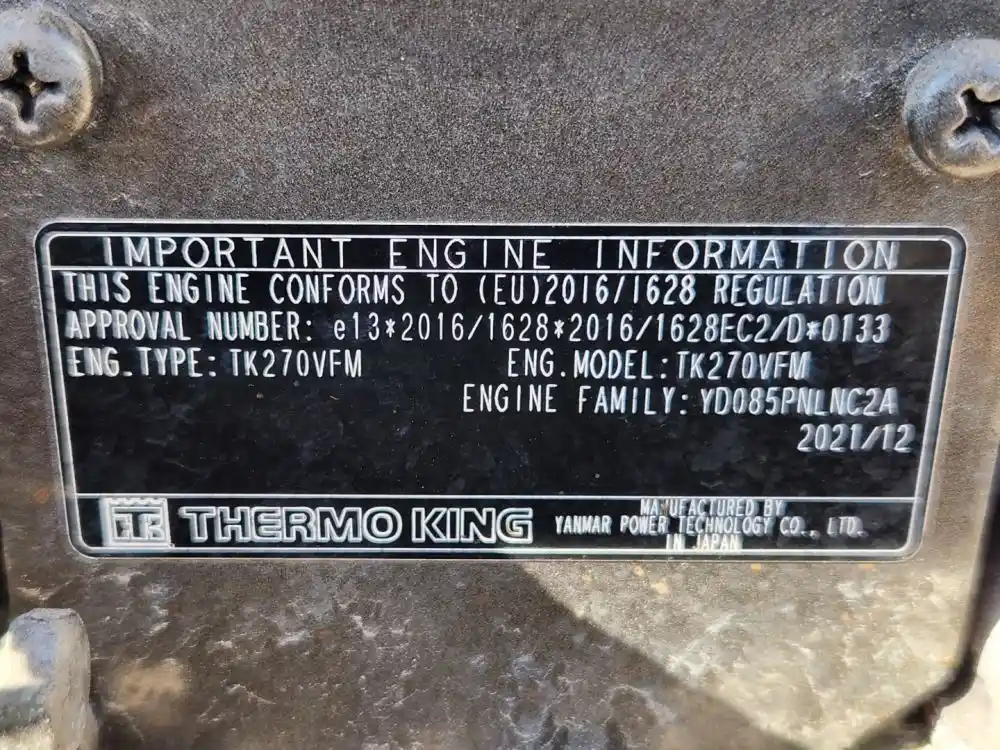 IMPORTANT ENGINE INFORMATION
THIS ENGINE CONFORMS TO (EU)2016/1628 REGULATION
APPROVAL NUMBER: e13*2016/1628*2016/1628EC2/D*0133
ENG.TYPE: TK270VFM ENG.MODEL: TK270VFM
ENGINE FAMILY: YD085PNLNC2A
2021/12
TK THERMO KING
MANUFACTURED BY
YANMAR POWER TECHNOLOGY CO., LTD.
IN JAPAN